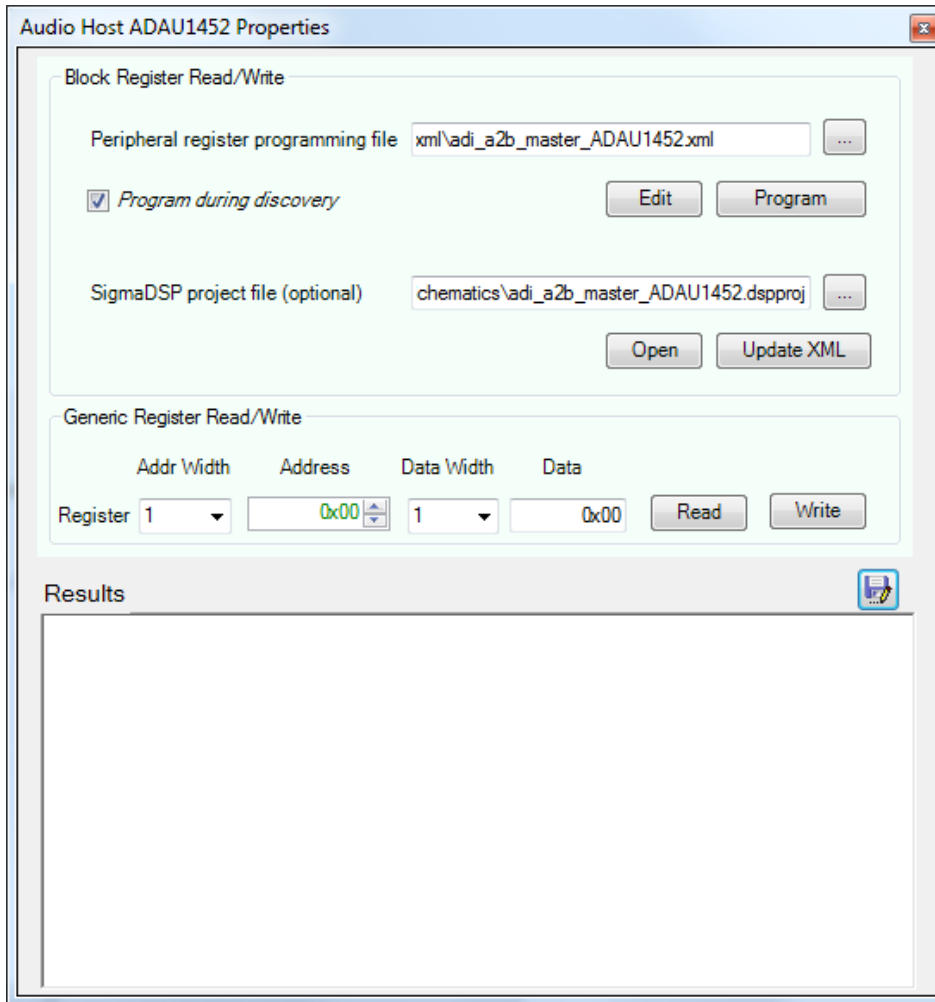 Audio Host ADAU1452 Properties
Block Register Read/Write
Peripheral register programming file xml\adi_a2b_master_ADAU1452.xml ...
Program during discovery Edit Program
SigmaDSP project file (optional) chematics\adi_a2b_master_ADAU1452.dspproj ...
Open Update XML
Generic Register Read/Write
Addr Width Address Data Width Data
Register 1 0x00 1 0x00 Read Write
Results